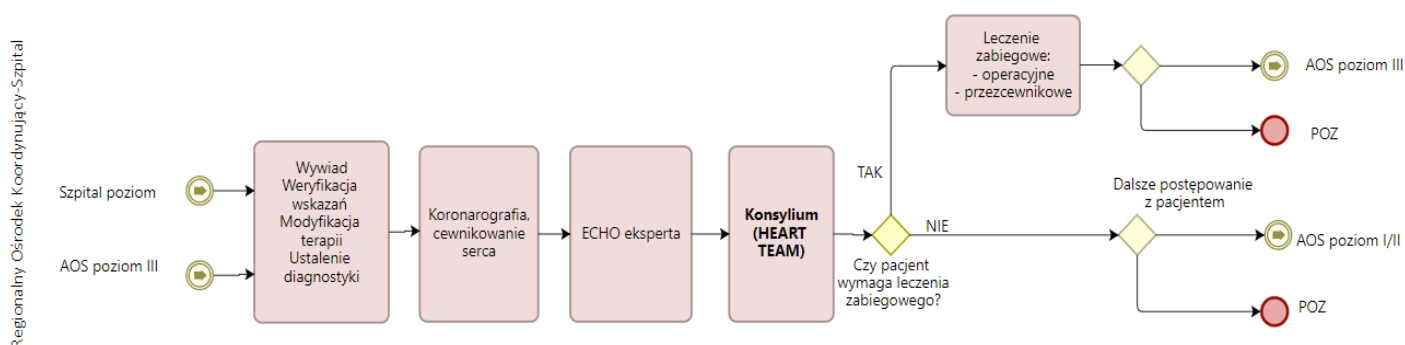 Regionalny Ośrodek Koordynujący-Szpital
Szpital poziom
AOS poziom III
Wywiad
Weryfikacja
wskazań
Modyfikacja
terapii
Ustalenie
diagnostyki
Koronarografia,
cewnikowanie
serca
ECHO eksperta
Konsylium
(HEART
TEAM)
TAK
NIE
Czy pacjent
wymaga leczenia
zabiegowego?
Leczenie
zabiegowe:
- operacyjne
- przezcewnikowe
AOS poziom III
POZ
Dalsze postępowanie
z pacjentem
AOS poziom I/II
POZ